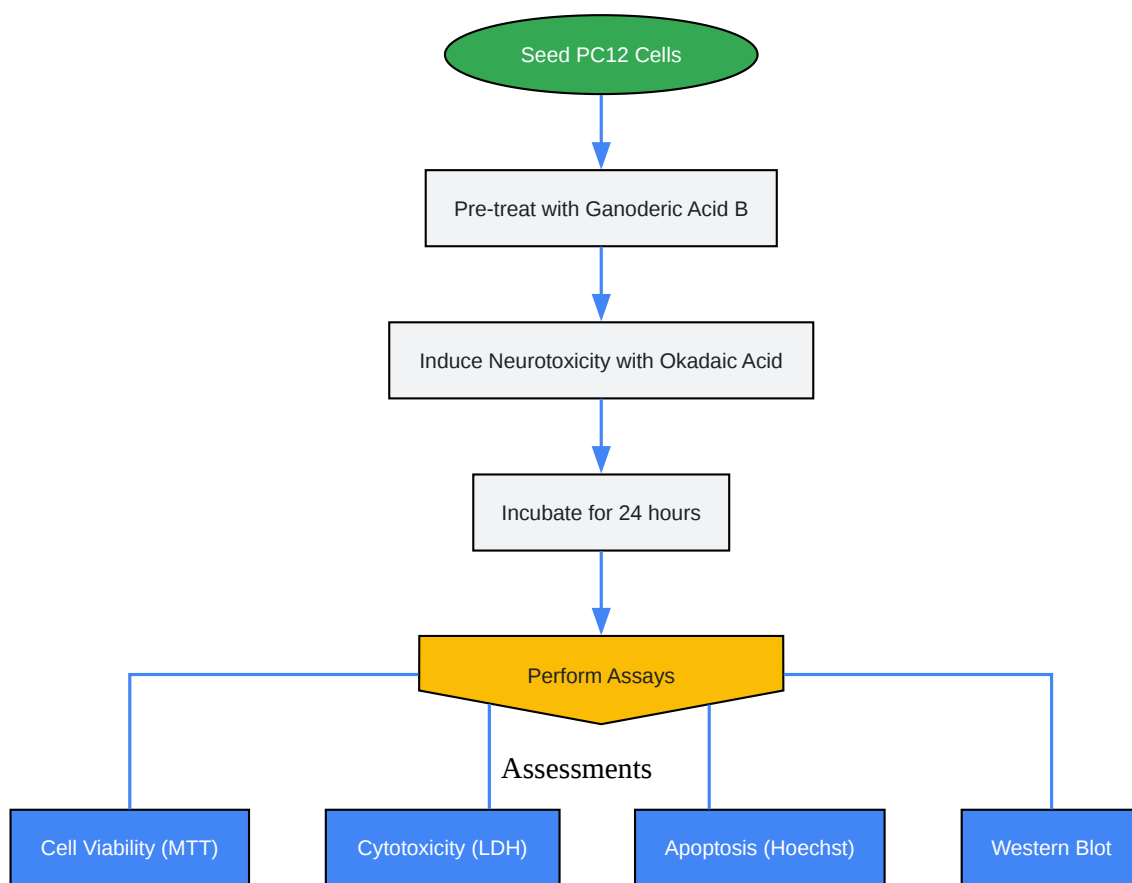 Seed PC12 Cells
Pre-treat with Ganoderic Acid B
Induce Neurotoxicity with Okadaic Acid
Incubate for 24 hours
Perform Assays
Assessments
Cell Viability (MTT)
Cytotoxicity (LDH)
Apoptosis (Hoechst)
Western Blot